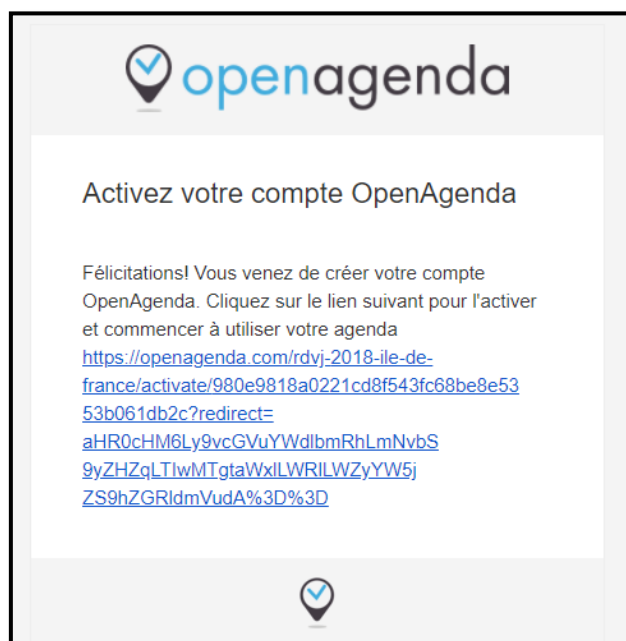 openagenda
Activez votre compte OpenAgenda
Félicitations! Vous venez de créer votre compte
OpenAgenda. Cliquez sur le lien suivant pour l'activer
et commencer à utiliser votre agenda
https://openagenda.com/rdvj-2018-ile-de-
france/activate/980e9818a0221cd8f543fc68be8e53
53b061db2c?redirect=
aHR0cHM6Ly9vcGVuYWdlbmRhLmNvbS
9yZHZqLTIwMTgtaWxlLWRlLWZyYW5j
ZS9hZGRldmVudA%3D%3D